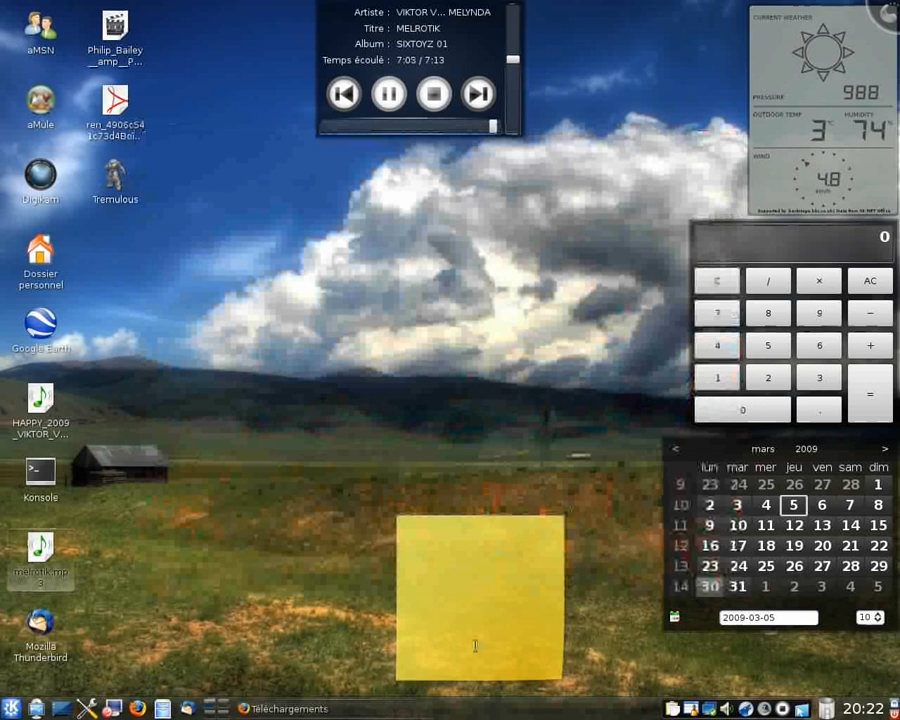 aMSN
Philip_Bailey
__amp__P...
aMule
ren_4906cS4
Digikam
Tremulous
Dossier
personnel
Google Earth
HAPPY_2009
_VIKTOR_V...
Konsole
melrotik.mp
3
Mozilla
Thunderbird
Artiste : VIKTOR V... MELYNDA
Titre : MELROTIK
Album : SIXTOYZ 01
Temps écoulé : 7:05 / 7:13
CURRENT WEATHER
PRESSURE 988
OUTDOOR TEMP HUMIDITY
3°C 74%
WIND
4.8
0
C / × AC
7 8 9 −
4 5 6 +
1 2 3 =
0 .
< mars 2009 >
lun mar mer jeu ven sam dim
9 23 24 25 26 27 28 1
10 2 3 4 5 6 7 8
11 9 10 11 12 13 14 15
12 16 17 18 19 20 21 22
13 23 24 25 26 27 28 29
14 30 31 1 2 3 4 5
2009-03-05 10
Téléchargements
20:22